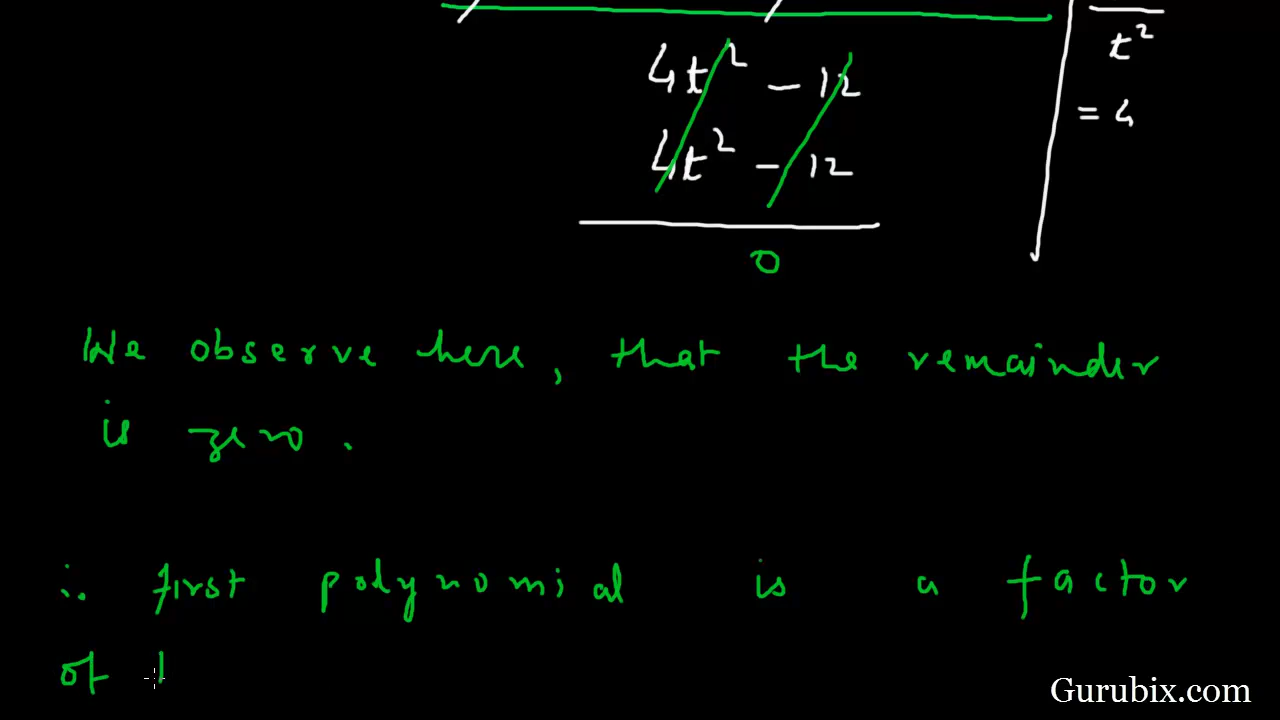 t²
4t² - 12
= 4
4t² - 12
0
We observe here, that the remainder
is zero.
∴ first polynomial is a factor
of
Gurubix.com